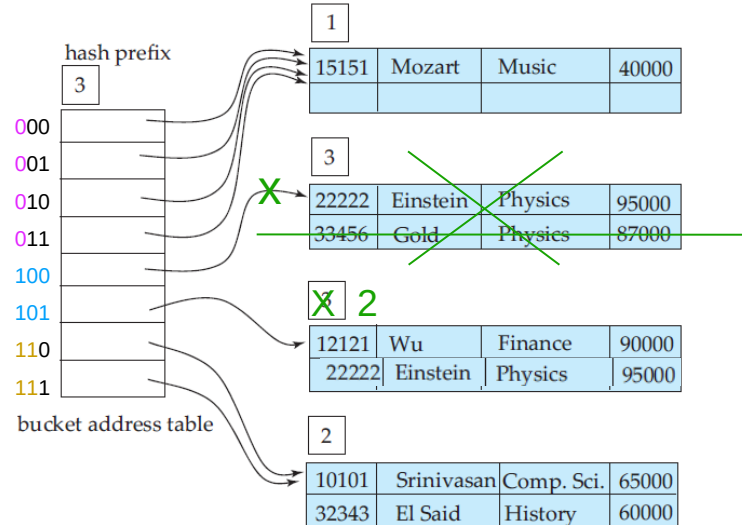 1
hash prefix
3
15151 Mozart Music 40000
000
001
010
011
100
101
110
111
bucket address table
3
X
22222 Einstein Physics 95000
33456 Gold Physics 87000
X 2
12121 Wu Finance 90000
22222 Einstein Physics 95000
2
10101 Srinivasan Comp. Sci. 65000
32343 El Said History 60000